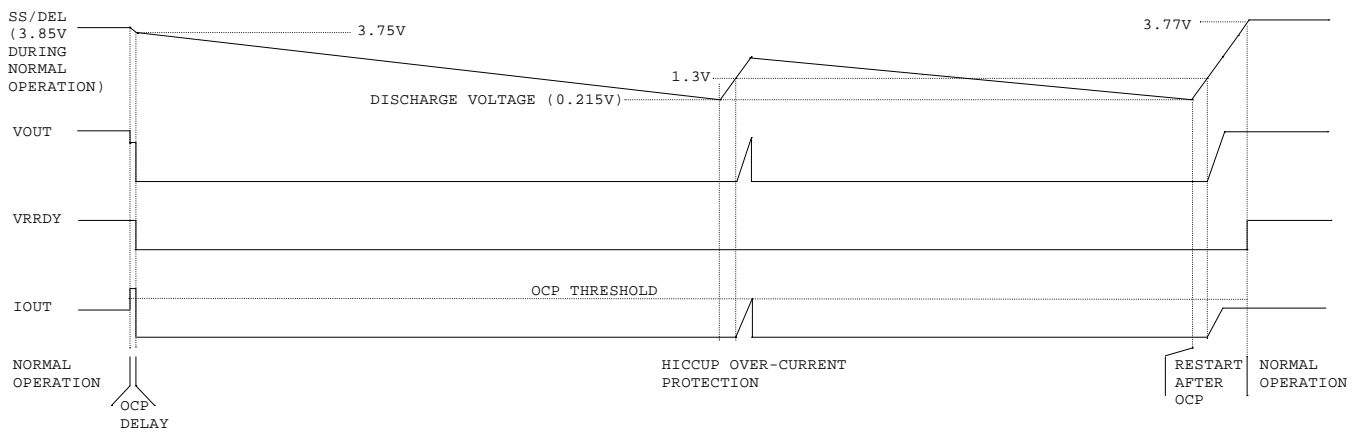 SS/DEL
(3.85V
DURING
NORMAL
OPERATION)
3.75V
3.77V
1.3V
DISCHARGE VOLTAGE (0.215V)
VOUT
VRRDY
OCP THRESHOLD
IOUT
NORMAL
OPERATION
OCP
DELAY
HICCUP OVER-CURRENT
PROTECTION
RESTART
AFTER
OCP
NORMAL
OPERATION